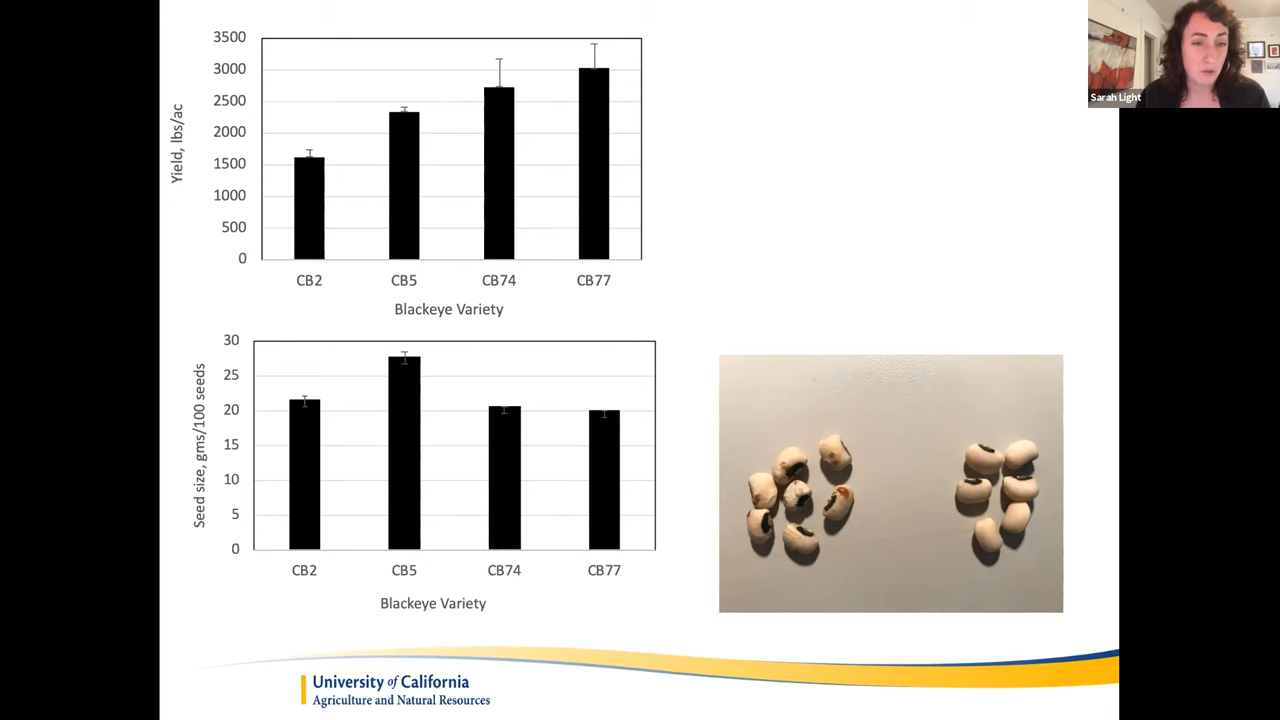 3500
3000
2500
2000
1500
1000
500
0
Yield, lbs/ac
CB2 CB5 CB74 CB77
Blackeye Variety
30
25
20
15
10
5
0
Seed size, gms/100 seeds
CB2 CB5 CB74 CB77
Blackeye Variety
Sarah Light
University of California
Agriculture and Natural Resources